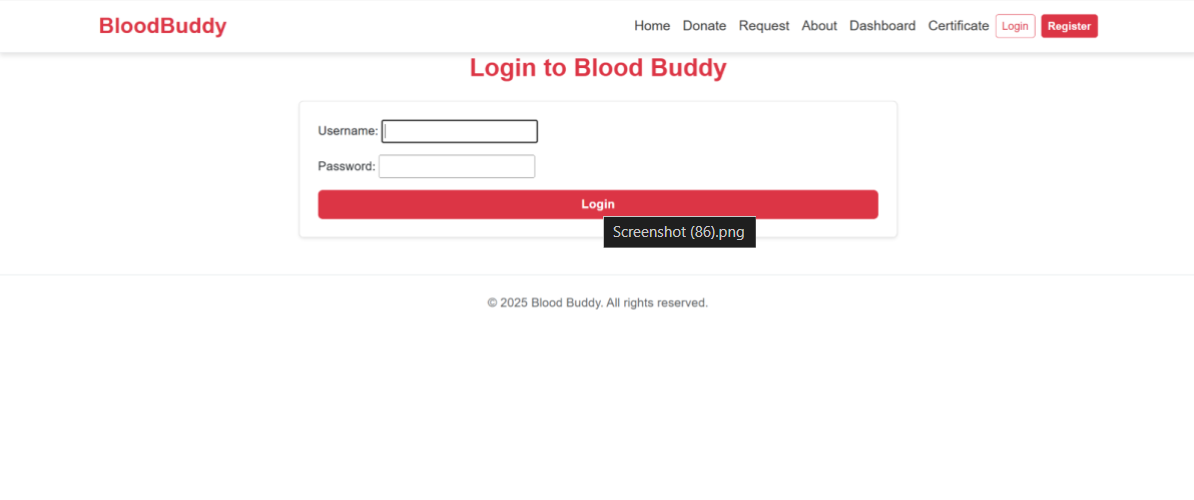 BloodBuddy Home Donate Request About Dashboard Certificate Login Register
Login to Blood Buddy
Username:
Password:
Login
Screenshot (86).png
© 2025 Blood Buddy. All rights reserved.